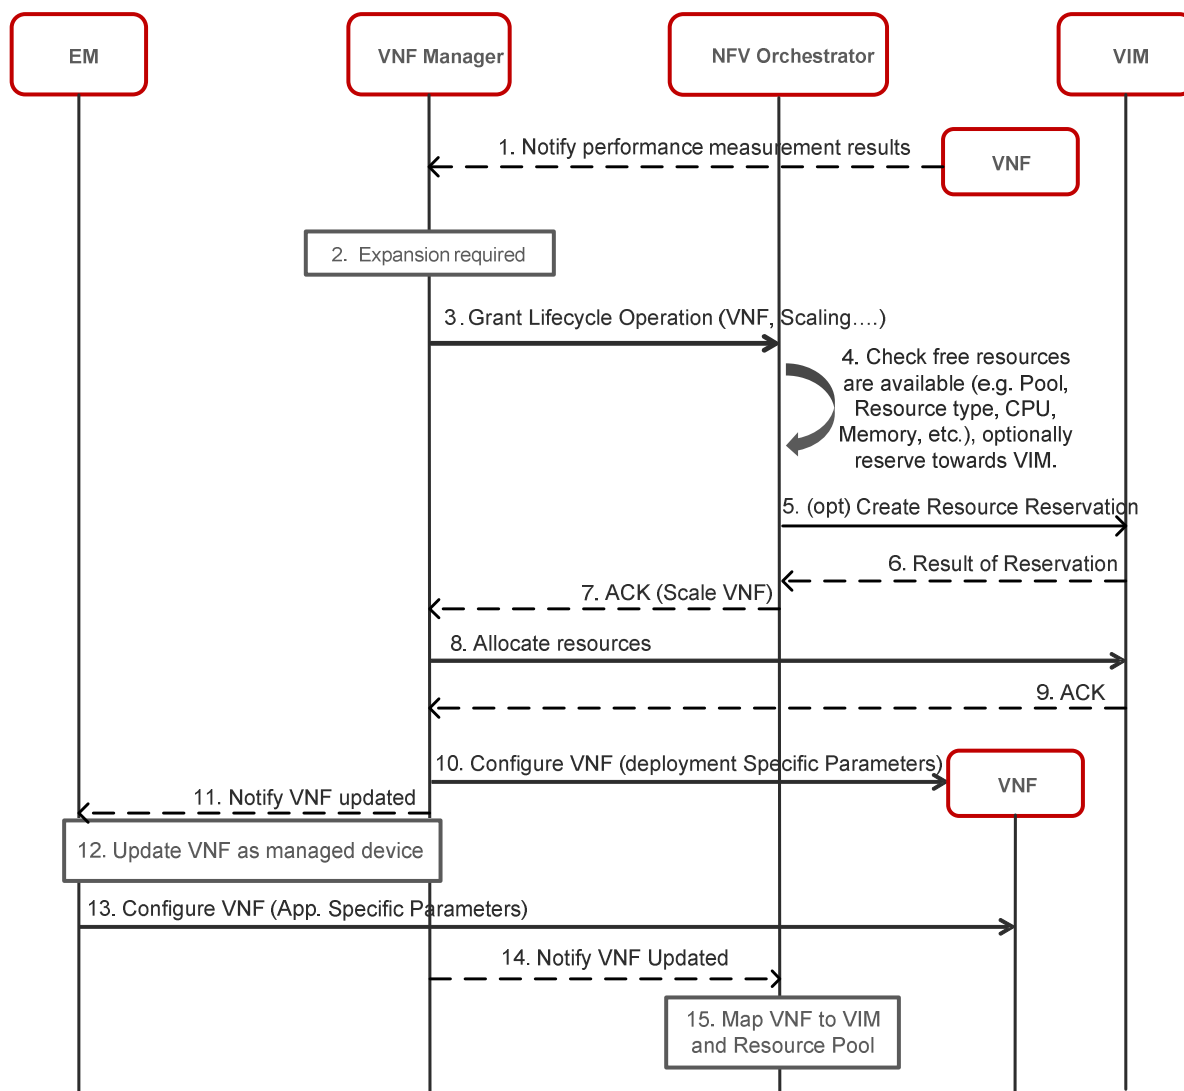 EM
VNF Manager
NFV Orchestrator
VIM
1. Notify performance measurement results
VNF
2. Expansion required
3. Grant Lifecycle Operation (VNF, Scaling....)
4. Check free resources
are available (e.g. Pool,
Resource type, CPU,
Memory, etc.), optionally
reserve towards VIM.
5. (opt) Create Resource Reservation
6. Result of Reservation
7. ACK (Scale VNF)
8. Allocate resources
9. ACK
10. Configure VNF (deployment Specific Parameters)
VNF
11. Notify VNF updated
12. Update VNF as managed device
13. Configure VNF (App. Specific Parameters)
14. Notify VNF Updated
15. Map VNF to VIM
and Resource Pool